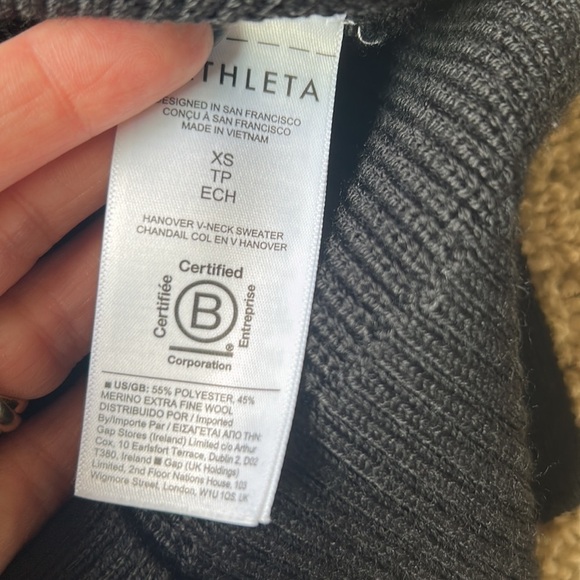 THLETA
DESIGNED IN SAN FRANCISCO
CONÇU À SAN FRANCISCO
MADE IN VIETNAM
XS
TP
ECH
HANOVER V-NECK SWEATER
CHANDAIL COL EN V HANOVER
Certified
Certifiée
B
®
Entreprise
Corporation
■ US/GB: 55% POLYESTER, 45%
MERINO EXTRA FINE WOOL
DISTRIBUIDO POR / Imported
By/Importe Par / ΕΙΣΑΓΕΤΑΙ ΑΠΟ ΤΗΝ:
Gap Stores (Ireland) Limited c/o Arthur
Cox, 10 Earlsfort Terrace, Dublin 2, D02
T380, Ireland ■ Gap (UK Holdings)
Limited, 2nd Floor Nations House, 103
Wigmore Street, London, W1U 1QS, UK